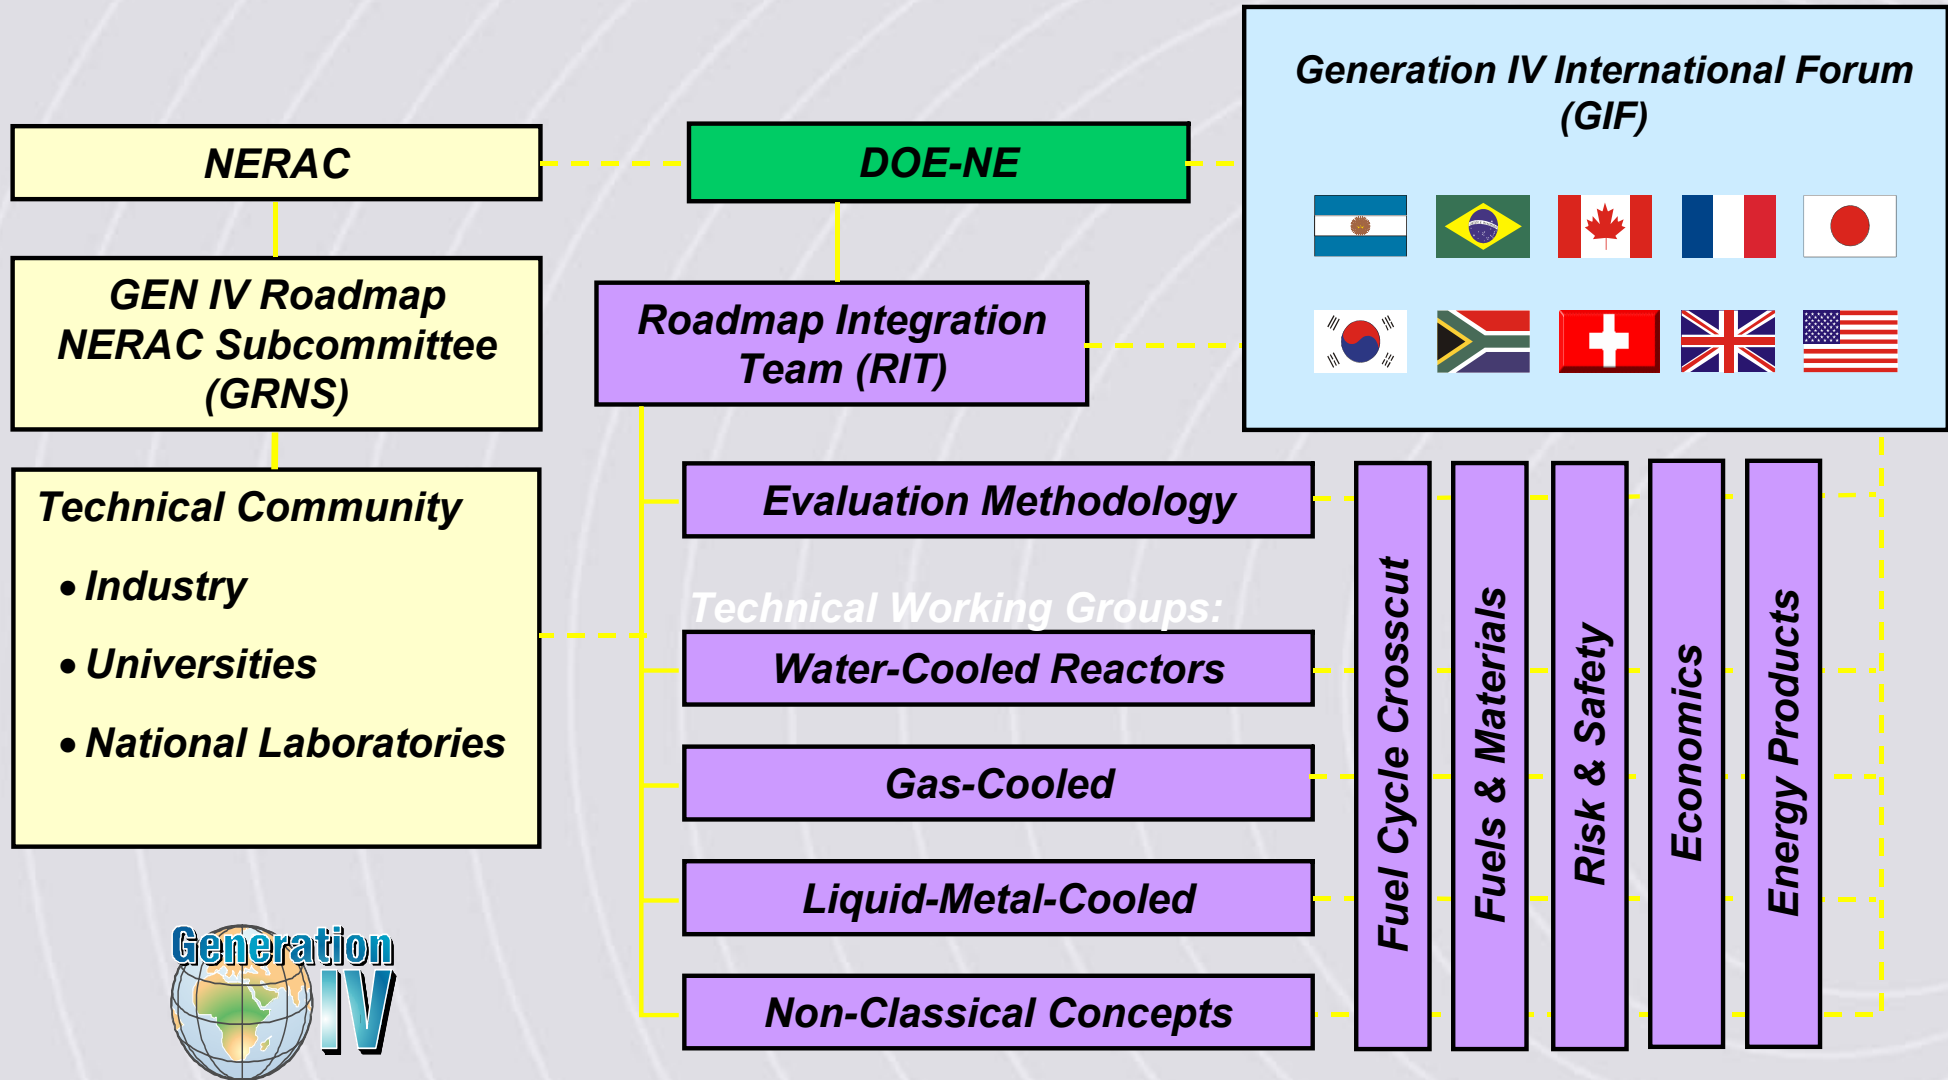 Generation IV International Forum
(GIF)
NERAC
DOE-NE
GEN IV Roadmap
NERAC Subcommittee
(GRNS)
Roadmap Integration
Team (RIT)
Technical Community
• Industry
• Universities
• National Laboratories
Evaluation Methodology
Technical Working Groups:
Water-Cooled Reactors
Gas-Cooled
Liquid-Metal-Cooled
Non-Classical Concepts
Fuel Cycle Crosscut
Fuels & Materials
Risk & Safety
Economics
Energy Products
Generation
IV